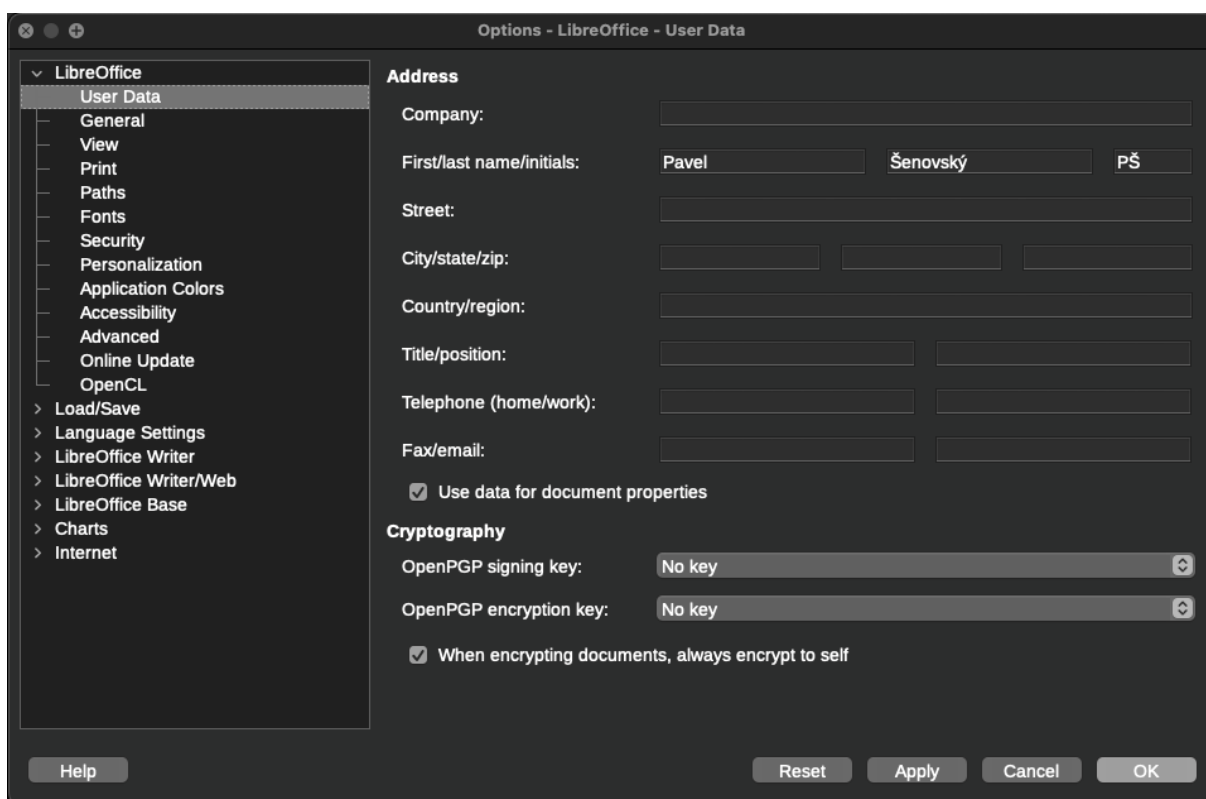 Options - LibreOffice - User Data
LibreOffice
User Data
General
View
Print
Paths
Fonts
Security
Personalization
Application Colors
Accessibility
Advanced
Online Update
OpenCL
Load/Save
Language Settings
LibreOffice Writer
LibreOffice Writer/Web
LibreOffice Base
Charts
Internet
Address
Company:
First/last name/initials: Pavel Šenovský PŠ
Street:
City/state/zip:
Country/region:
Title/position:
Telephone (home/work):
Fax/email:
Use data for document properties
Cryptography
OpenPGP signing key: No key
OpenPGP encryption key: No key
When encrypting documents, always encrypt to self
Help Reset Apply Cancel OK